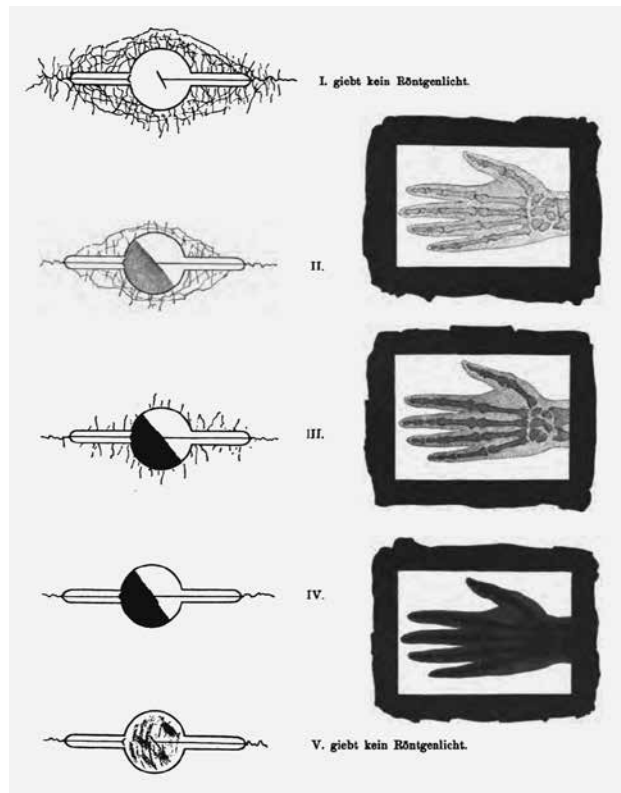 I. giebt kein Röntgenlicht.
II.
III.
IV.
V. giebt kein Röntgenlicht.